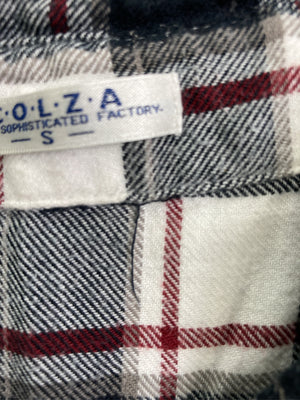 C·O·L·Z·A
SOPHISTICATED FACTORY.
— S —